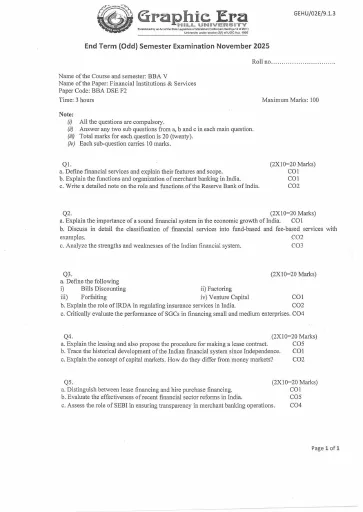 GEHU/02E/9.1.3
Graphic Era
HILL UNIVERSITY
End Term (Odd) Semester Examination November 2025
Roll no..............................
Name of the Course and semester: BBA V
Name of the Paper: Financial Institutions & Services
Paper Code: BBA DSE F2
Time: 3 hours Maximum Marks: 100
Note:
(i) All the questions are compulsory.
(ii) Answer any two sub questions from a, b and c in each main question.
(iii) Total marks for each question is 20 (twenty).
(iv) Each sub-question carries 10 marks.
Q1. (2X10=20 Marks)
a. Define financial services and explain their features and scope. CO1
b. Explain the functions and organization of merchant banking in India. CO1
c. Write a detailed note on the role and functions of the Reserve Bank of India. CO2
Q2. (2X10=20 Marks)
a. Explain the importance of a sound financial system in the economic growth of India. CO1
b. Discuss in detail the classification of financial services into fund-based and fee-based services with
examples. CO2
c. Analyze the strengths and weaknesses of the Indian financial system. CO3
Q3. (2X10=20 Marks)
a. Define the following
i) Bills Discounting ii) Factoring
iii) Forfaiting iv) Venture Capital CO1
b. Explain the role of IRDA in regulating insurance services in India. CO2
c. Critically evaluate the performance of SGCs in financing small and medium enterprises. CO4
Q4. (2X10=20 Marks)
a. Explain the leasing and also propose the procedure for making a lease contract. CO5
b. Trace the historical development of the Indian financial system since Independence. CO1
c. Explain the concept of capital markets. How do they differ from money markets? CO2
Q5. (2X10=20 Marks)
a. Distinguish between lease financing and hire purchase financing. CO1
b. Evaluate the effectiveness of recent financial sector reforms in India. CO5
c. Assess the role of SEBI in ensuring transparency in merchant banking operations. CO4
Page 1 of 1